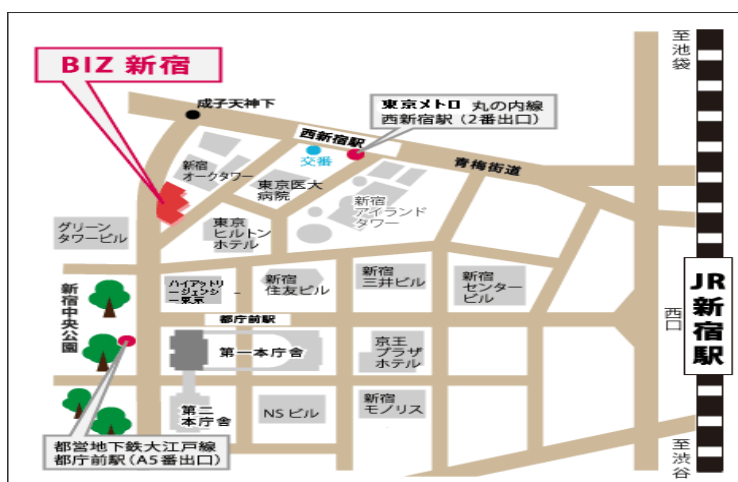 至池袋
BIZ 新宿
成子天神下
東京メトロ 丸の内線
西新宿駅（2番出口）
西新宿駅
交番
青梅街道
新宿
オークタワー
東京医大
病院
新宿
アイランド
タワー
グリーン
タワービル
東京
ヒルトン
ホテル
ハイアットリ
ージェンシ
ー東京
新宿
住友ビル
新宿
三井ビル
新宿
センター
ビル
JR新宿駅
西口
新宿中央公園
都庁前駅
第一本庁舎
京王
プラザ
ホテル
第二
本庁舎
NSビル
新宿
モノリス
都営地下鉄大江戸線
都庁前駅（A5番出口）
至渋谷